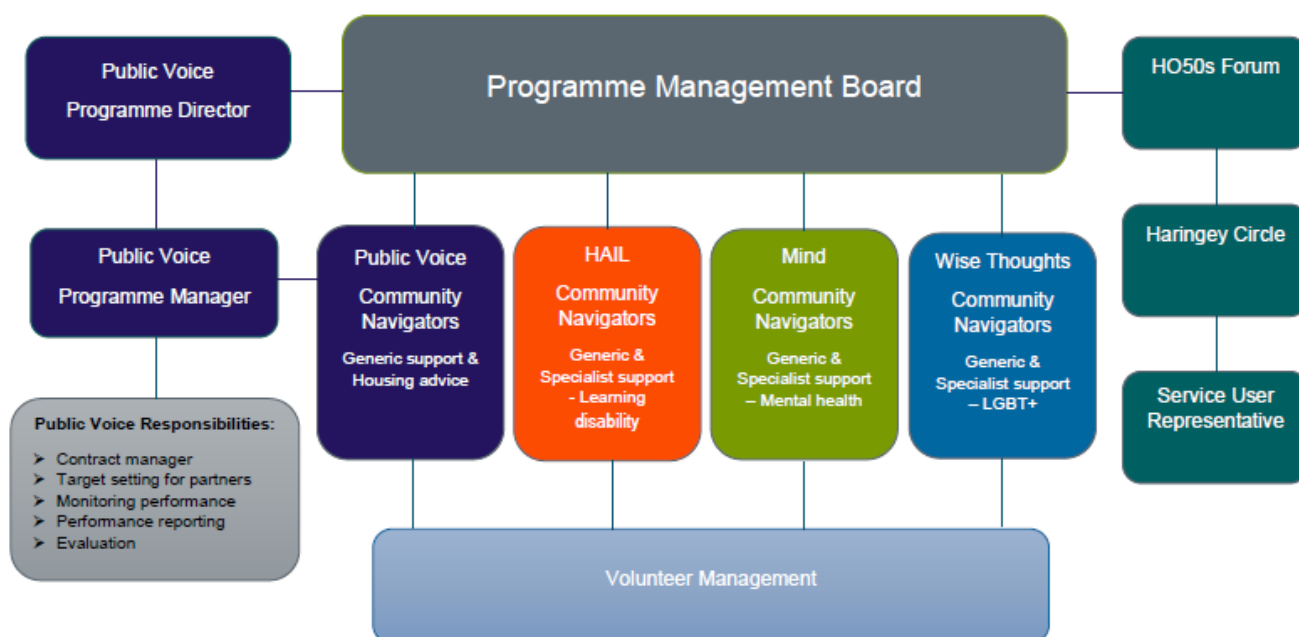 Public Voice
Programme Director
Programme Management Board
HO50s Forum
Public Voice
Programme Manager
Public Voice
Community
Navigators
Generic support &
Housing advice
HAIL
Community
Navigators
Generic &
Specialist support
- Learning
disability
Mind
Community
Navigators
Generic &
Specialist support
– Mental health
Wise Thoughts
Community
Navigators
Generic &
Specialist support
– LGBT+
Haringey Circle
Service User
Representative
Public Voice Responsibilities:
➢ Contract manager
➢ Target setting for partners
➢ Monitoring performance
➢ Performance reporting
➢ Evaluation
Volunteer Management